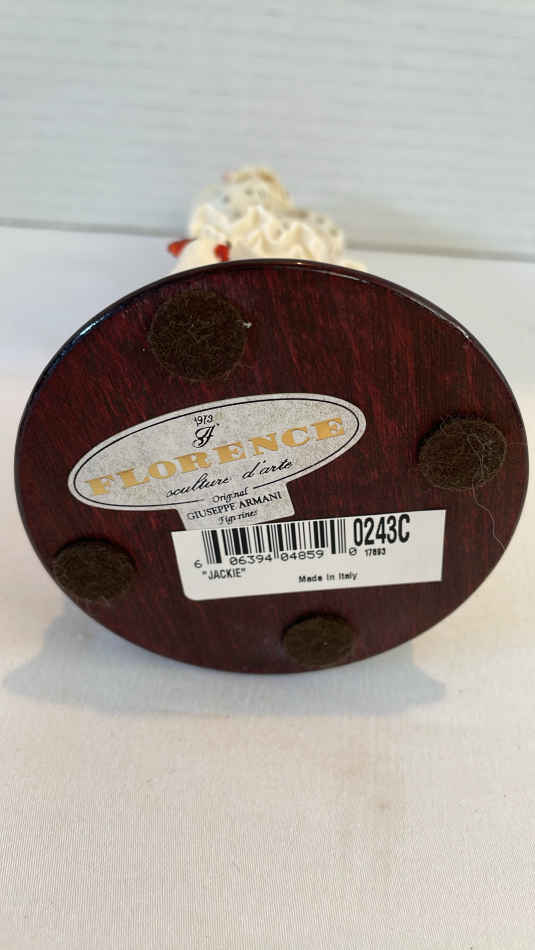 1973
FLORENCE
sculture d'arte
Original
GIUSEPPE ARMANI
Figurines
0243C
6 06394 04859 0 17893
"JACKIE" Made in Italy